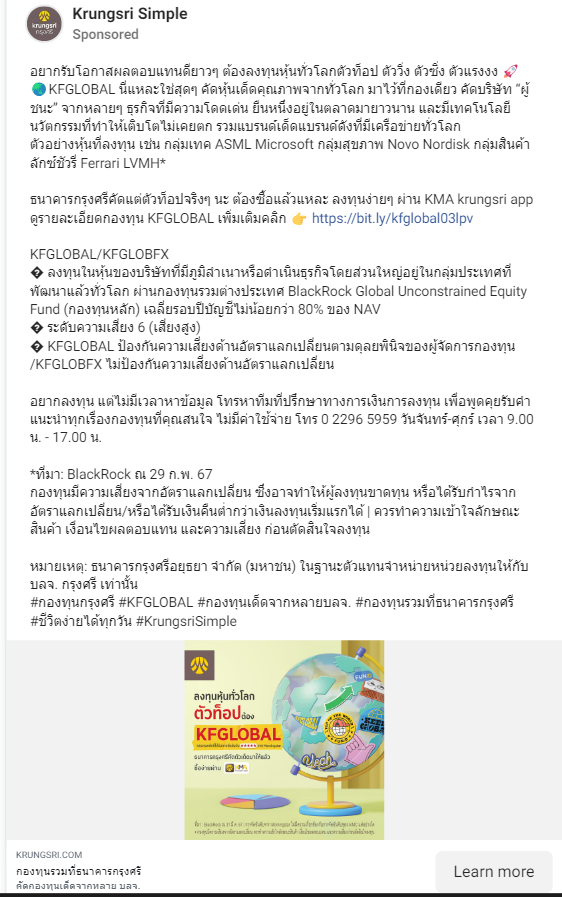 krungsri
กรุงศรี
Krungsri Simple
Sponsored
อยากรับโอกาสผลตอบแทนดียาวๆ ต้องลงทุนหุ้นทั่วโลกตัวท็อป ตัววิ่ง ตัวซิ่ง ตัวแรงงง 🚀
🌏KFGLOBAL นี่แหละใช่สุดๆ คัดหุ้นเด็ดคุณภาพจากทั่วโลก มาไว้ที่กองเดียว คัดบริษัท “ผู้
ชนะ” จากหลายๆ ธุรกิจที่มีความโดดเด่น ยืนหนึ่งอยู่ในตลาดมายาวนาน และมีเทคโนโลยี
นวัตกรรมที่ทำให้เติบโตไม่เคยตก รวมแบรนด์เด็ดแบรนด์ดังที่มีเครือข่ายทั่วโลก
ตัวอย่างหุ้นที่ลงทุน เช่น กลุ่มเทค ASML Microsoft กลุ่มสุขภาพ Novo Nordisk กลุ่มสินค้า
ลักซ์ชัวรี่ Ferrari LVMH*
ธนาคารกรุงศรีคัดแต่ตัวท็อปจริงๆ นะ ต้องซื้อแล้วแหละ ลงทุนง่ายๆ ผ่าน KMA krungsri app
ดูรายละเอียดกองทุน KFGLOBAL เพิ่มเติมคลิก 👉 https://bit.ly/kfglobal03lpv
KFGLOBAL/KFGLOBFX
� ลงทุนในหุ้นของบริษัทที่มีภูมิลำเนาหรือดำเนินธุรกิจโดยส่วนใหญ่อยู่ในกลุ่มประเทศที่
พัฒนาแล้วทั่วโลก ผ่านกองทุนรวมต่างประเทศ BlackRock Global Unconstrained Equity
Fund (กองทุนหลัก) เฉลี่ยรอบปีบัญชีไม่น้อยกว่า 80% ของ NAV
� ระดับความเสี่ยง 6 (เสี่ยงสูง)
� KFGLOBAL ป้องกันความเสี่ยงด้านอัตราแลกเปลี่ยนตามดุลยพินิจของผู้จัดการกองทุน
/KFGLOBFX ไม่ป้องกันความเสี่ยงด้านอัตราแลกเปลี่ยน
อยากลงทุน แต่ไม่มีเวลาหาข้อมูล โทรหาทีมที่ปรึกษาทางการเงินการลงทุน เพื่อพูดคุยรับคำ
แนะนำทุกเรื่องกองทุนที่คุณสนใจ ไม่มีค่าใช้จ่าย โทร 0 2296 5959 วันจันทร์-ศุกร์ เวลา 9.00
น. - 17.00 น.
*ที่มา: BlackRock ณ 29 ก.พ. 67
กองทุนมีความเสี่ยงจากอัตราแลกเปลี่ยน ซึ่งอาจทำให้ผู้ลงทุนขาดทุน หรือได้รับกำไรจาก
อัตราแลกเปลี่ยน/หรือได้รับเงินคืนต่ำกว่าเงินลงทุนเริ่มแรกได้ | ควรทำความเข้าใจลักษณะ
สินค้า เงื่อนไขผลตอบแทน และความเสี่ยง ก่อนตัดสินใจลงทุน
หมายเหตุ: ธนาคารกรุงศรีอยุธยา จำกัด (มหาชน) ในฐานะตัวแทนจำหน่ายหน่วยลงทุนให้กับ
บลจ. กรุงศรี เท่านั้น
#กองทุนกรุงศรี #KFGLOBAL #กองทุนเด็ดจากหลายบลจ. #กองทุนรวมที่ธนาคารกรุงศรี
#ชีวิตง่ายได้ทุกวัน #KrungsriSimple
ลงทุนหุ้นทั่วโลก
ตัวท็อปต้อง
KFGLOBAL
ธนาคารกรุงศรีคัดตัวเด็ดมาให้แล้ว
ซื้อง่ายผ่าน
FUND
Yeah
KRUNGSRI.COM
กองทุนรวมที่ธนาคารกรุงศรี
คัดกองทุนเด็ดจากหลาย บลจ.
Learn more